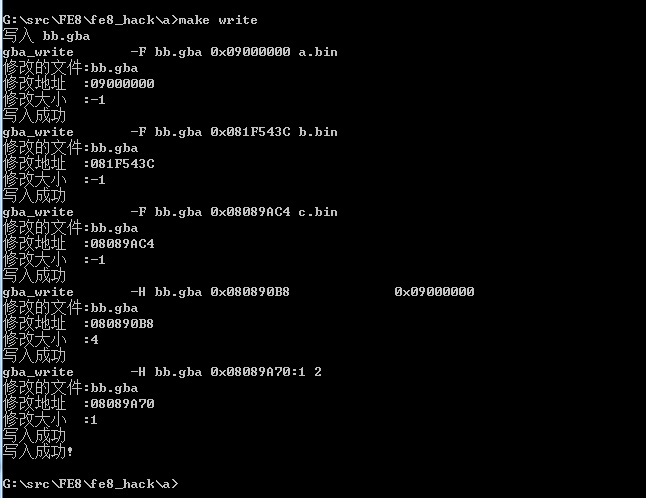 G:\src\FE8\fe8_hack\a>make write
写入 bb.gba
gba_write       -F bb.gba 0x09000000 a.bin
修改的文件:bb.gba
修改地址  :09000000
修改大小  :-1
写入成功
gba_write       -F bb.gba 0x081F543C b.bin
修改的文件:bb.gba
修改地址  :081F543C
修改大小  :-1
写入成功
gba_write       -F bb.gba 0x08089AC4 c.bin
修改的文件:bb.gba
修改地址  :08089AC4
修改大小  :-1
写入成功
gba_write       -H bb.gba 0x080890B8             0x09000000
修改的文件:bb.gba
修改地址  :080890B8
修改大小  :4
写入成功
gba_write       -H bb.gba 0x08089A70:1 2
修改的文件:bb.gba
修改地址  :08089A70
修改大小  :1
写入成功
写入成功!
G:\src\FE8\fe8_hack\a>